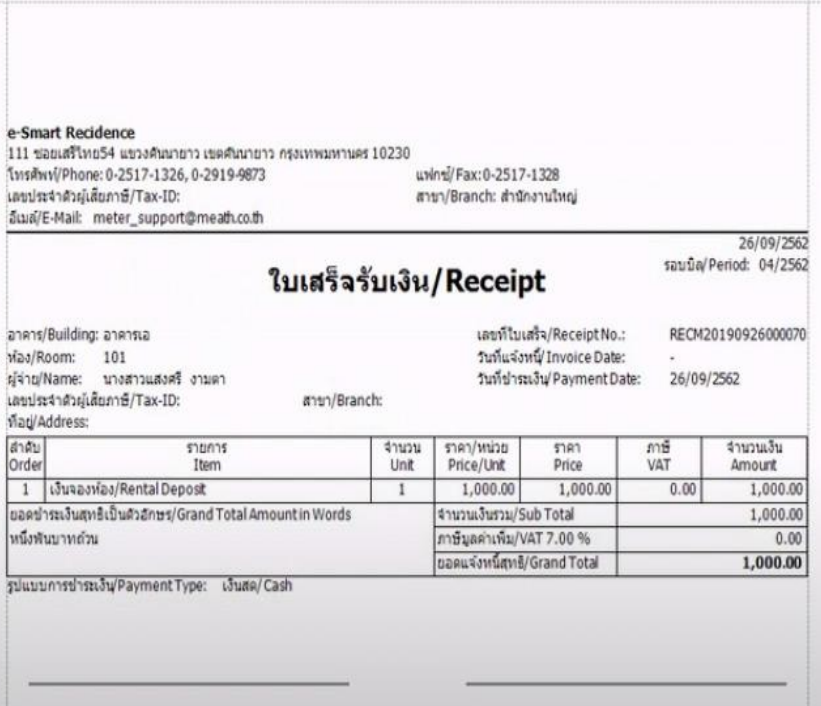 e-Smart Recidence
111 ซอยเสรีไทย54 แขวงคันนายาว เขตคันนายาว กรุงเทพมหานคร 10230
โทรศัพท์/Phone: 0-2517-1326, 0-2919-9873 แฟกซ์/Fax: 0-2517-1328
เลขประจำตัวผู้เสียภาษี/Tax-ID: สาขา/Branch: สำนักงานใหญ่
อีเมล์/E-Mail: meter_support@meath.co.th
26/09/2562
รอบบิล/Period: 04/2562
ใบเสร็จรับเงิน/Receipt
อาคาร/Building: อาคารเอ เลขที่ใบเสร็จ/Receipt No.: RECM20190926000070
ห้อง/Room: 101 วันที่แจ้งหนี้/Invoice Date: -
ผู้จ่าย/Name: นางสาวแสงศรี งามตา วันที่ชำระเงิน/Payment Date: 26/09/2562
เลขประจำตัวผู้เสียภาษี/Tax-ID: สาขา/Branch:
ที่อยู่/Address:
ลำดับ รายการ จำนวน ราคา/หน่วย ราคา ภาษี จำนวนเงิน
Order Item Unit Price/Unit Price VAT Amount
1 เงินจองห้อง/Rental Deposit 1 1,000.00 1,000.00 0.00 1,000.00
ยอดชำระเงินสุทธิเป็นตัวอักษร/Grand Total Amount in Words จำนวนเงินรวม/Sub Total 1,000.00
หนึ่งพันบาทถ้วน ภาษีมูลค่าเพิ่ม/VAT 7.00 % 0.00
ยอดแจ้งหนี้สุทธิ/Grand Total 1,000.00
รูปแบบการชำระเงิน/Payment Type: เงินสด/Cash